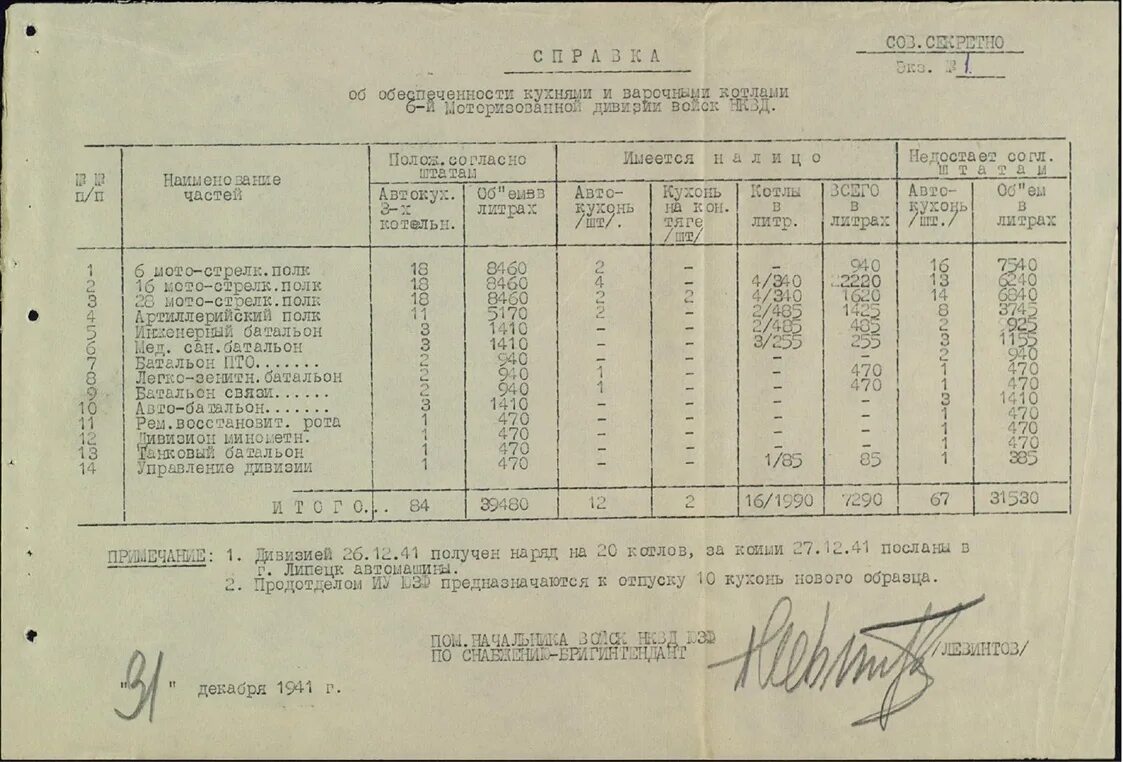 СОВ.СЕКРЕТНО
Экз. № 1
СПРАВКА
об обеспеченности кухнями и варочными котлами
6-й Моторизованной дивизии войск НКВД.
№ № п/п | Наименование частей | Полож.согласно штатам | Имеется налицо | Недостает согл. штатам
Автокух. 3-х котельн. | Об"емвв литрах | Авто-кухонь /шт/. | Кухонь на кон. тяге /шт/ | Котлы в литр. | ВСЕГО в литрах | Авто-кухонь /шт./ | Об"ем в литрах
1 6 мото-стрелк.полк 18 8460 2 - - 940 16 7540
2 16 мото-стрелк.полк 18 8460 4 - 4/340 2220 13 6240
3 28 мото-стрелк.полк 18 8460 2 2 4/340 1620 14 6840
4 Артиллерийский полк 11 5170 2 - 2/485 1425 8 3745
5 Инженерный батальон 3 1410 - - 2/485 485 2 925
6 Мед. сан.батальон 3 1410 - - 3/255 255 3 1155
7 Батальон ПТО....... 2 940 - - - - 2 940
8 Легко-зенитн.батальон 2 940 1 - - 470 1 470
9 Батальон связи...... 2 940 1 - - 470 1 470
10 Авто-батальон....... 3 1410 - - - - 3 1410
11 Рем.восстановит. рота 1 470 - - - - 1 470
12 Дивизион минометн. 1 470 - - - - 1 470
13 Танковый батальон 1 470 - - - - 1 470
14 Управление дивизии 1 470 - - 1/85 85 1 385
ИТОГО... 84 39480 12 2 16/1990 7290 67 31530
ПРИМЕЧАНИЕ: 1. Дивизией 26.12.41 получен наряд на 20 котлов, за коими 27.12.41 посланы в
г. Липецк автомашины.
2. Продотделом ИУ ЮЗФ предназначаются к отпуску 10 кухонь нового образца.
ПОМ.НАЧАЛЬНИКА ВОЙСК НКВД ЮЗФ
ПО СНАБЖЕНИЮ-БРИГИНТЕНДАНТ /ЛЕВИНТОВ/
"31" декабря 1941 г.